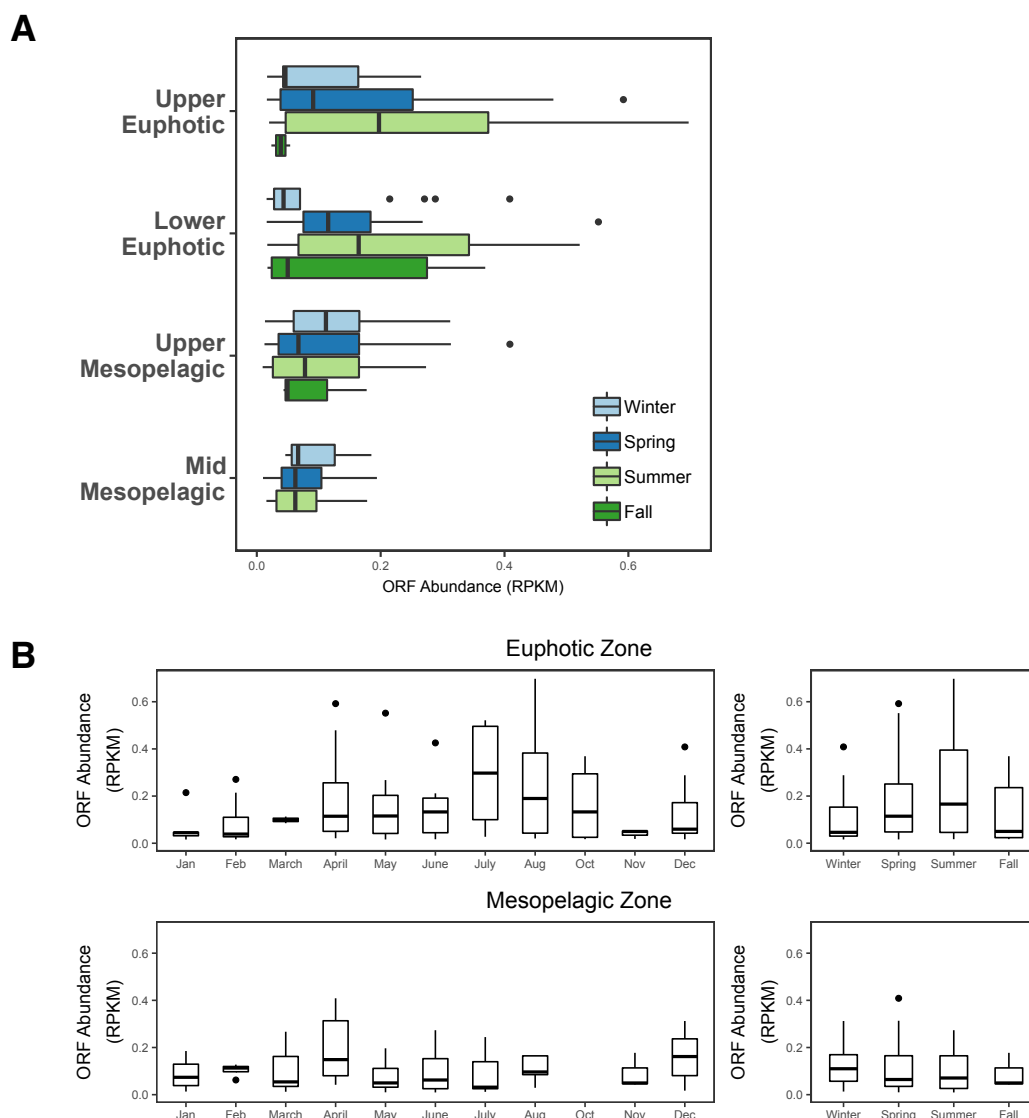 A
Upper
Euphotic
Lower
Euphotic
Upper
Mesopelagic
Mid
Mesopelagic
Winter
Spring
Summer
Fall
0.0 0.2 0.4 0.6
ORF Abundance (RPKM)
B
Euphotic Zone
ORF Abundance
(RPKM)
0.6
0.4
0.2
0.0
Jan Feb March April May June July Aug Oct Nov Dec
ORF Abundance
(RPKM)
0.6
0.4
0.2
0.0
Winter Spring Summer Fall
Mesopelagic Zone
ORF Abundance
(RPKM)
0.6
0.4
0.2
0.0
Jan Feb March April May June July Aug Nov Dec
ORF Abundance
(RPKM)
0.6
0.4
0.2
0.0
Winter Spring Summer Fall